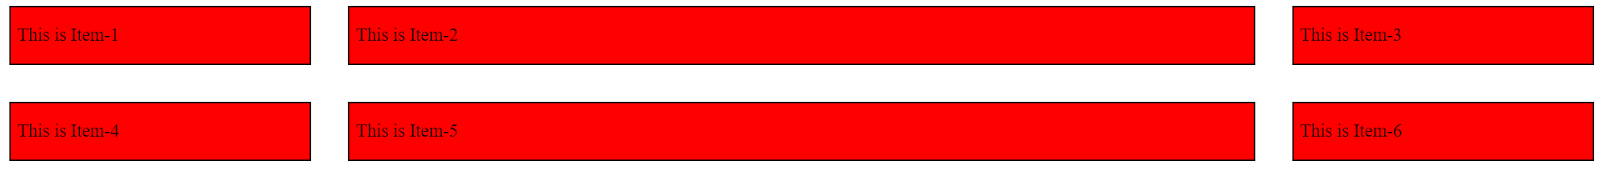 This is Item-1
This is Item-2
This is Item-3
This is Item-4
This is Item-5
This is Item-6